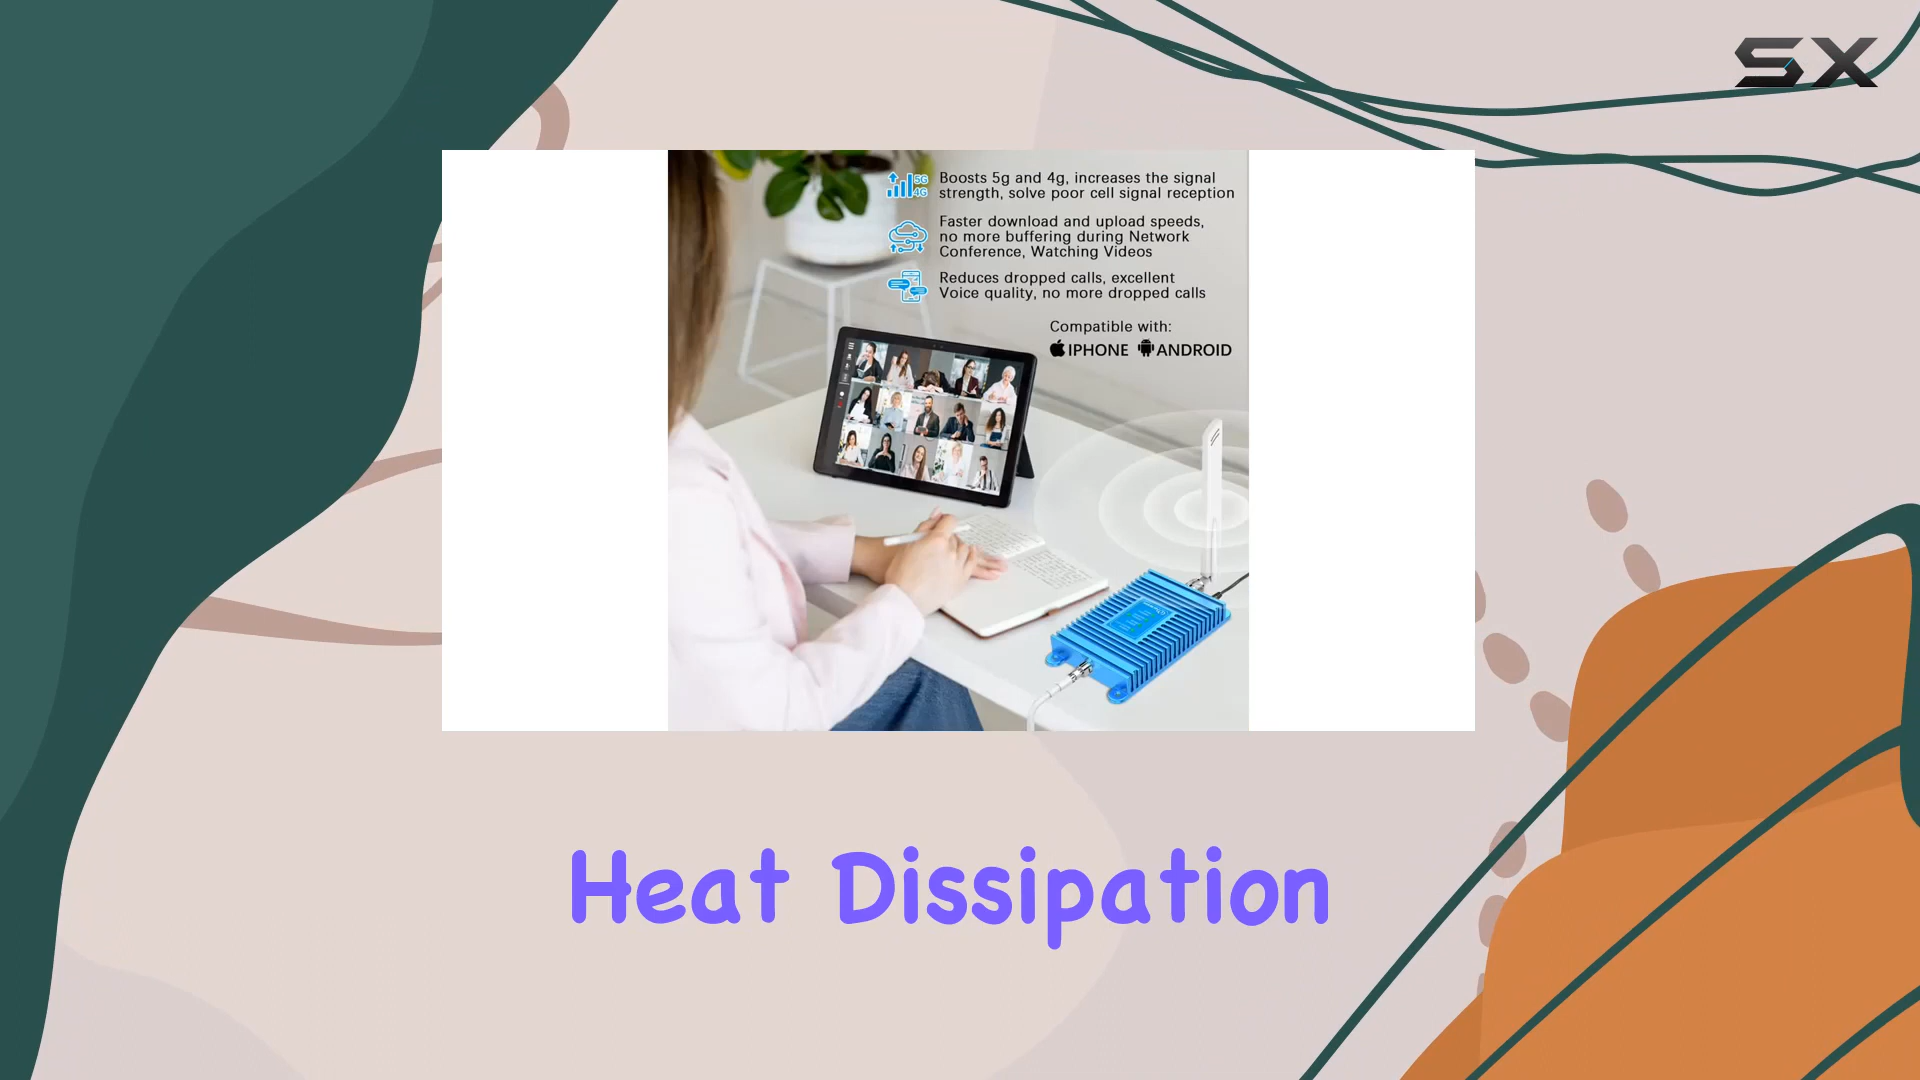 SX
5G
4G
Boosts 5g and 4g, increases the signal
strength, solve poor cell signal reception
Faster download and upload speeds,
no more buffering during Network
Conference, Watching Videos
Reduces dropped calls, excellent
Voice quality, no more dropped calls
Compatible with:
IPHONE ANDROID
Heat Dissipation